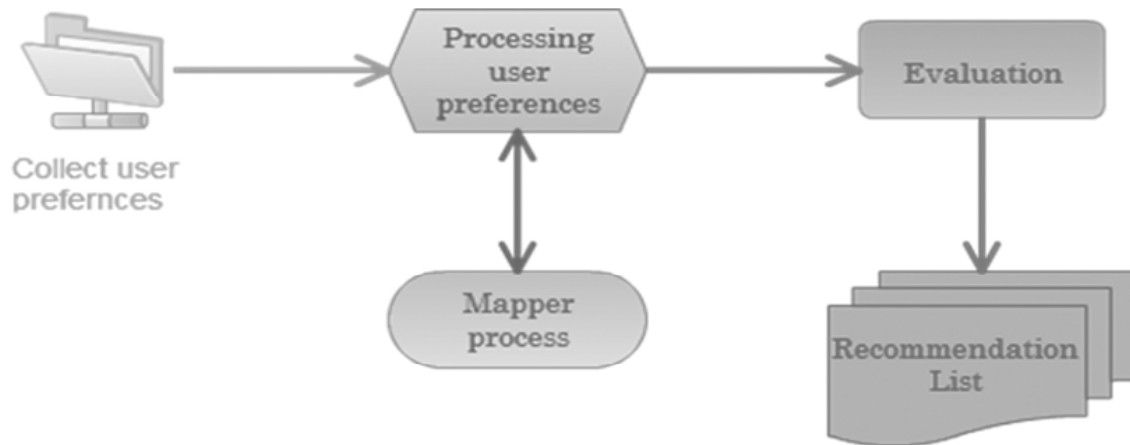 Processing
user
preferences
Evaluation
Collect user
prefernces
Mapper
process
Recommendation
List